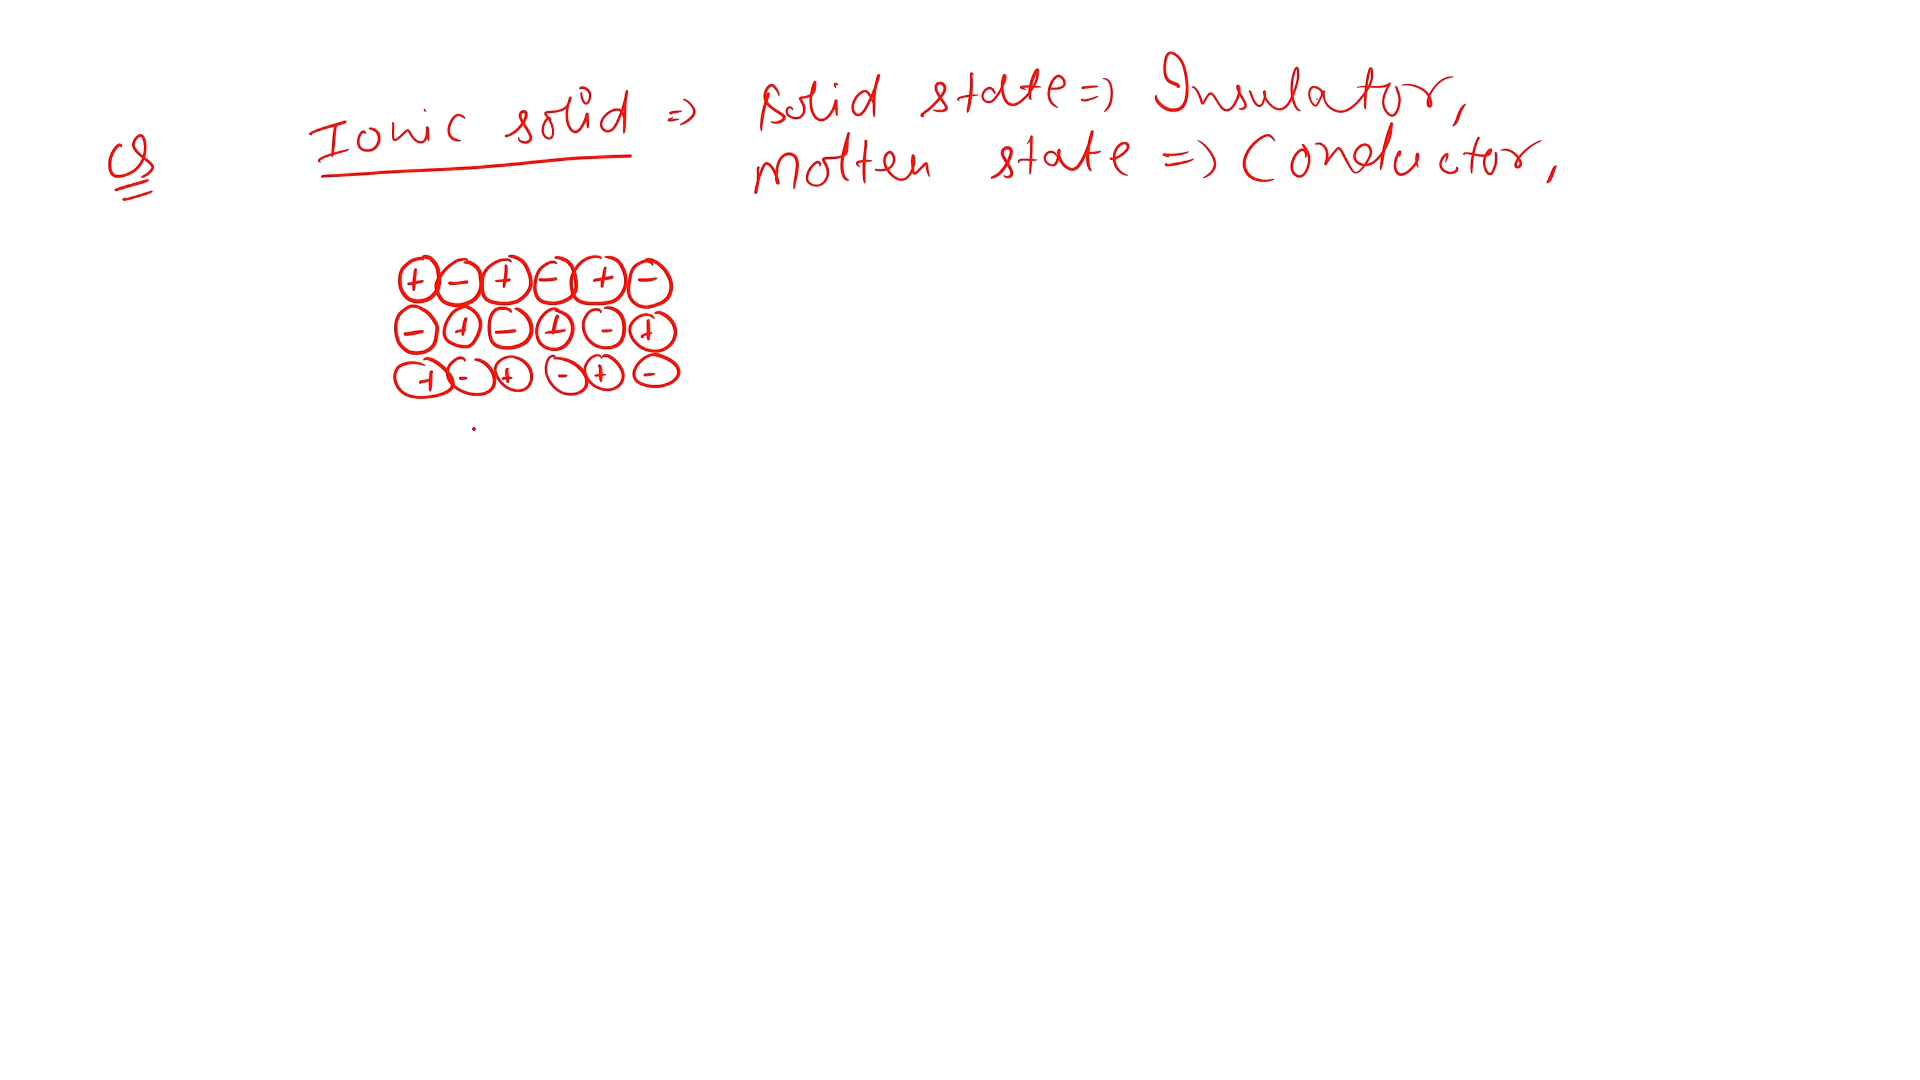 Ionic solid => solid state => Insulator,
molten state => Conductor,
+ - + - + -
- + - + - +
+ - + - + -